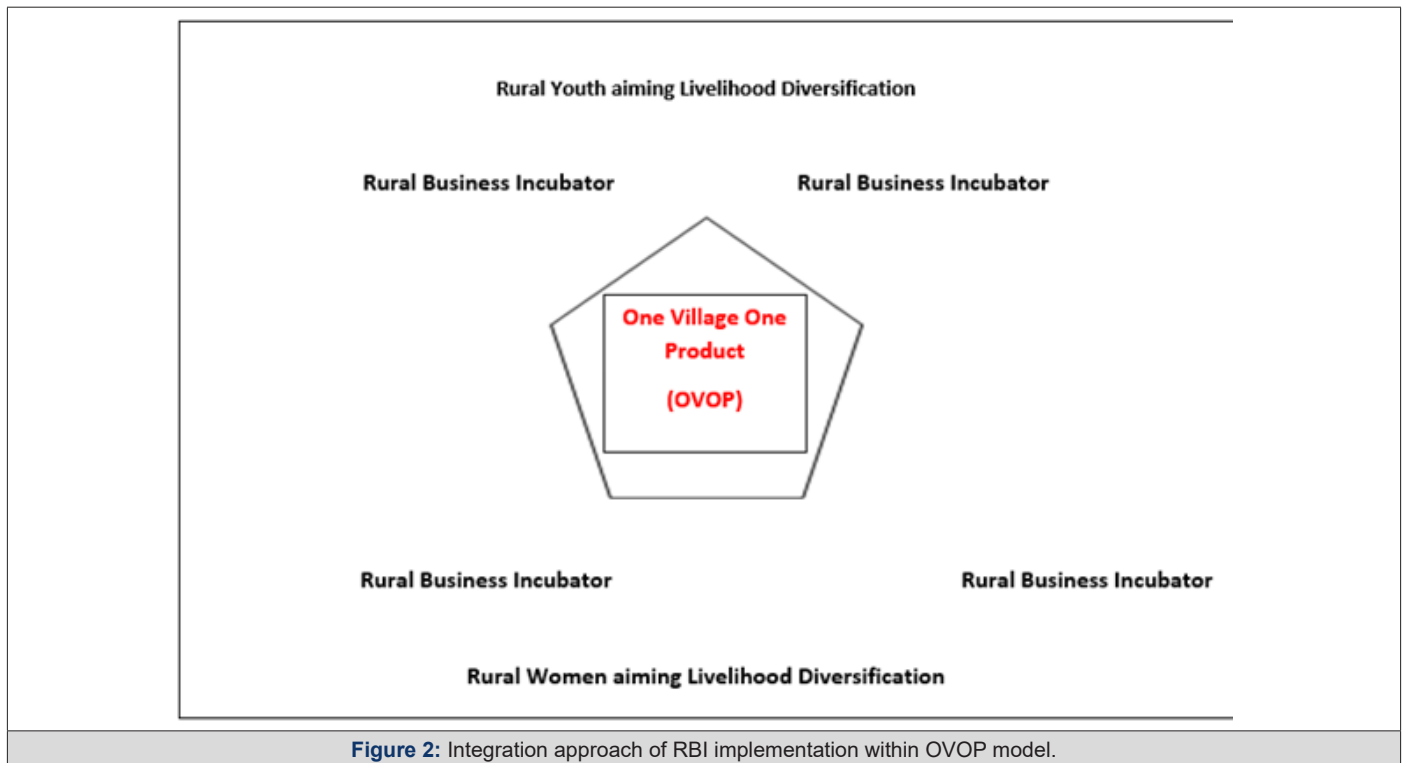 Rural Youth aiming Livelihood Diversification
Rural Business Incubator
Rural Business Incubator
One Village One
Product
(OVOP)
Rural Business Incubator
Rural Business Incubator
Rural Women aiming Livelihood Diversification
Figure 2: Integration approach of RBI implementation within OVOP model.